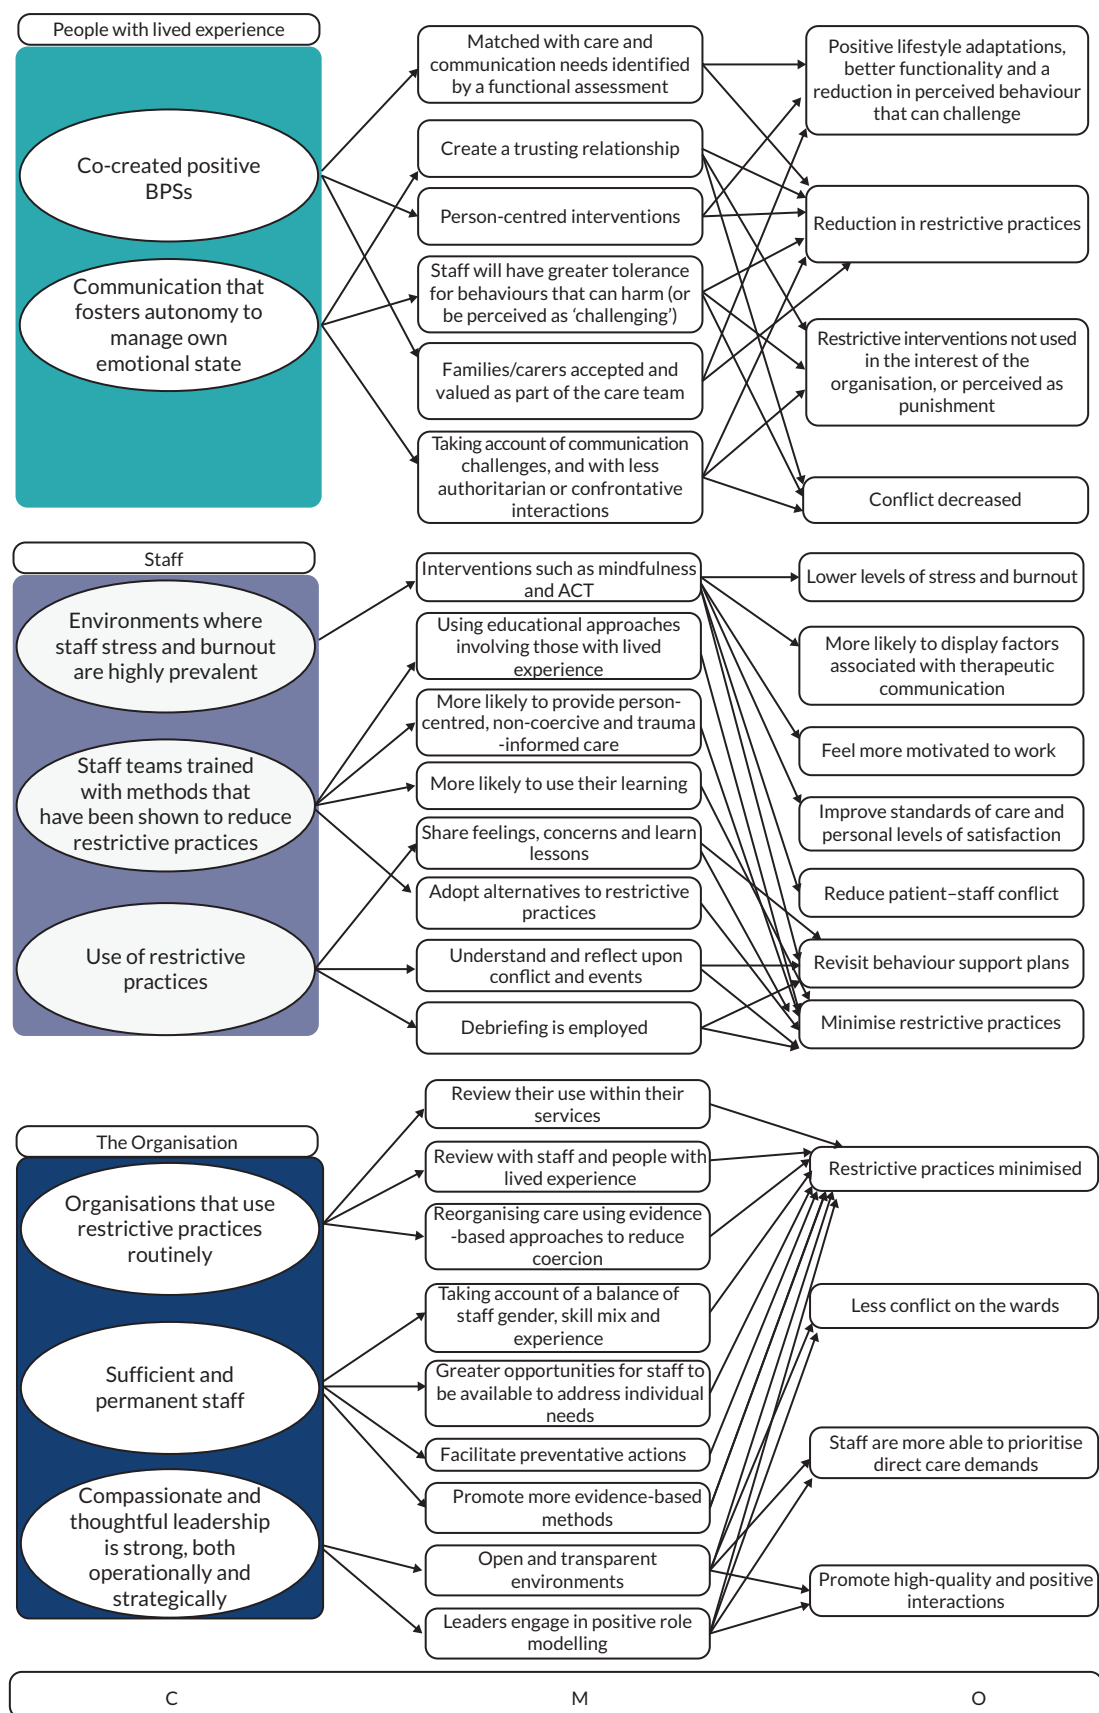 People with lived experience
Co-created positive
BPSs
Communication that
fosters autonomy to
manage own
emotional state
Matched with care and
communication needs identified
by a functional assessment
Create a trusting relationship
Person-centred interventions
Staff will have greater tolerance
for behaviours that can harm (or
be perceived as ‘challenging’)
Families/carers accepted and
valued as part of the care team
Taking account of communication
challenges, and with less
authoritarian or confrontative
interactions
Positive lifestyle adaptations,
better functionality and a
reduction in perceived behaviour
that can challenge
Reduction in restrictive practices
Restrictive interventions not used
in the interest of the
organisation, or perceived as
punishment
Conflict decreased
Staff
Environments where
staff stress and burnout
are highly prevalent
Staff teams trained
with methods that
have been shown to reduce
restrictive practices
Use of restrictive
practices
Interventions such as mindfulness
and ACT
Using educational approaches
involving those with lived
experience
More likely to provide person-
centred, non-coercive and trauma
-informed care
More likely to use their learning
Share feelings, concerns and learn
lessons
Adopt alternatives to restrictive
practices
Understand and reflect upon
conflict and events
Debriefing is employed
Lower levels of stress and burnout
More likely to display factors
associated with therapeutic
communication
Feel more motivated to work
Improve standards of care and
personal levels of satisfaction
Reduce patient–staff conflict
Revisit behaviour support plans
Minimise restrictive practices
The Organisation
Organisations that use
restrictive practices
routinely
Sufficient and
permanent staff
Compassionate and
thoughtful leadership
is strong, both
operationally and
strategically
Review their use within their
services
Review with staff and people with
lived experience
Reorganising care using evidence
-based approaches to reduce
coercion
Taking account of a balance of
staff gender, skill mix and
experience
Greater opportunities for staff to
be available to address individual
needs
Facilitate preventative actions
Promote more evidence-based
methods
Open and transparent
environments
Leaders engage in positive role
modelling
Restrictive practices minimised
Less conflict on the wards
Staff are more able to prioritise
direct care demands
Promote high-quality and positive
interactions
C
M
O